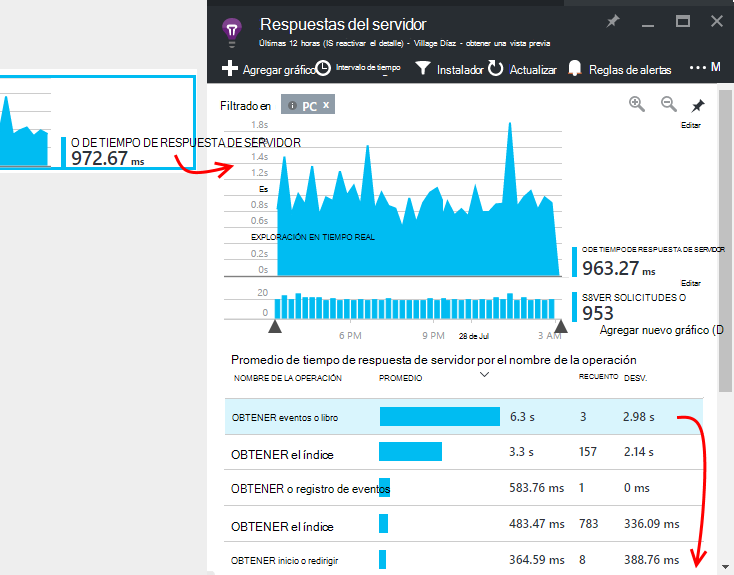 Respuestas del servidor
Últimas 12 horas (IS reactivar el detalle) - Village Díaz - obtener una vista previa
Agregar gráfico Intervalo de tiempo Instalador Actualizar Reglas de alertas ••• M
O DE TIEMPO DE RESPUESTA DE SERVIDOR
972.67 ms
Filtrado en PC x
Editar
1.8s
1.4s
1.2s
Es
0.8s
0.6s
EXPLORACIÓN EN TIEMPO REAL
0.2s
0s
O DE TIEMPO DE RESPUESTA DE SERVIDOR
963.27 ms
Editar
20
0
S8VER SOLICITUDES O
953
Agregar nuevo gráfico (D
6 PM 9 PM 28 de Jul 3 AM
Promedio de tiempo de respuesta de servidor por el nombre de la operación
NOMBRE DE LA OPERACIÓN PROMEDIO RECUENTO DESV.
OBTENER eventos o libro 6.3 s 3 2.98 s
OBTENER el índice 3.3 s 157 2.14 s
OBTENER o registro de eventos 583.76 ms 1 0 ms
OBTENER el índice 483.47 ms 783 336.09 ms
OBTENER inicio o redirigir 364.59 ms 8 388.76 ms